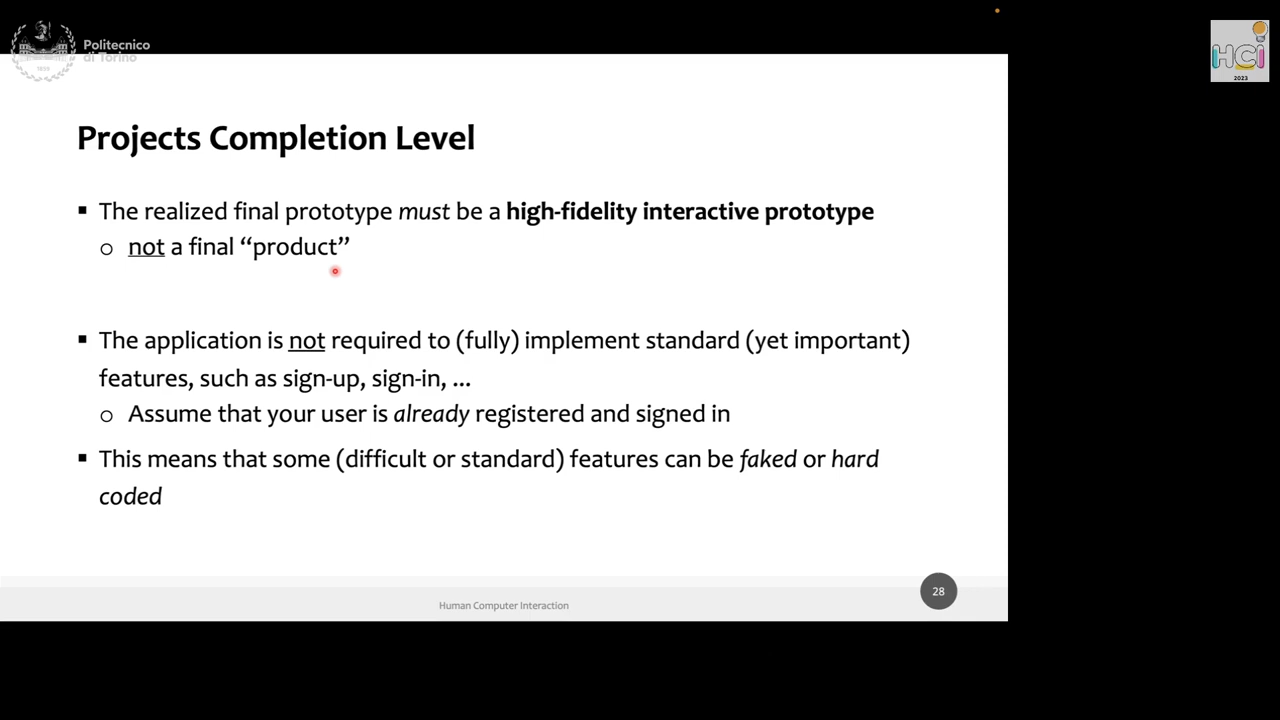 Politecnico
di Torino
1859
HCI
2023
Projects Completion Level
▪ The realized final prototype must be a high-fidelity interactive prototype
o not a final “product”
▪ The application is not required to (fully) implement standard (yet important)
features, such as sign-up, sign-in, ...
o Assume that your user is already registered and signed in
▪ This means that some (difficult or standard) features can be faked or hard
coded
Human Computer Interaction
28